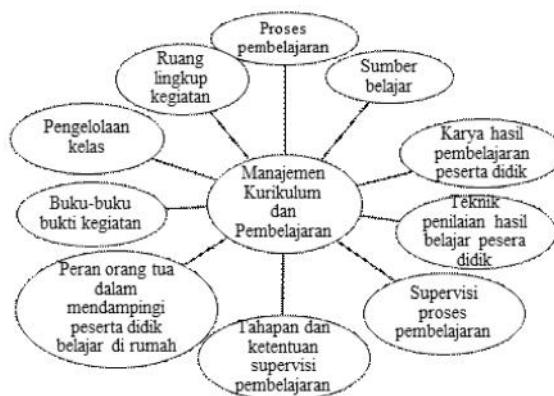 Proses
pembelajaran
Ruang
lingkup
kegiatan
Sumber
belajar
Pengelolaan
kelas
Karya hasil
pembelajaran
peserta didik
Manajemen
Kurikulum
dan
Pembelajaran
Buku-buku
bukti kegiatan
Teknik
penilaian hasil
belajar pesera
didik
Peran orang tua
dalam
mendampingi
peserta didik
belajar di rumah
Supervisi
proses
pembelajaran
Tahapan dan
ketentuan
supervisi
pembelajaran